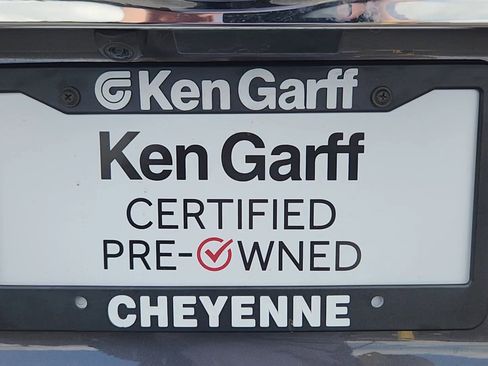 Ken Garff
Ken Garff
CERTIFIED
PRE-OWNED
CHEYENNE